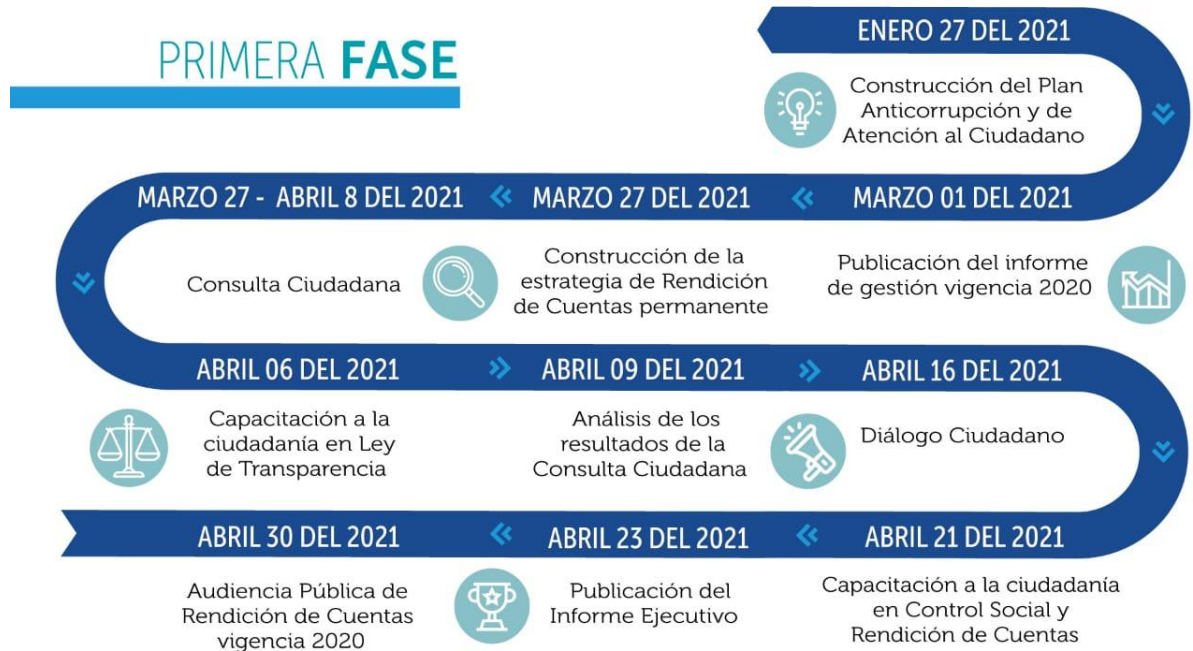 PRIMERA FASE
ENERO 27 DEL 2021
Construcción del Plan
Anticorrupción y de
Atención al Ciudadano
MARZO 01 DEL 2021
Publicación del informe
de gestión vigencia 2020
MARZO 27 DEL 2021
Construcción de la
estrategia de Rendición
de Cuentas permanente
MARZO 27 - ABRIL 8 DEL 2021
Consulta Ciudadana
ABRIL 06 DEL 2021
Capacitación a la
ciudadanía en Ley
de Transparencia
ABRIL 09 DEL 2021
Análisis de los
resultados de la
Consulta Ciudadana
ABRIL 16 DEL 2021
Diálogo Ciudadano
ABRIL 21 DEL 2021
Capacitación a la ciudadanía
en Control Social y
Rendición de Cuentas
ABRIL 23 DEL 2021
Publicación del
Informe Ejecutivo
ABRIL 30 DEL 2021
Audiencia Pública de
Rendición de Cuentas
vigencia 2020